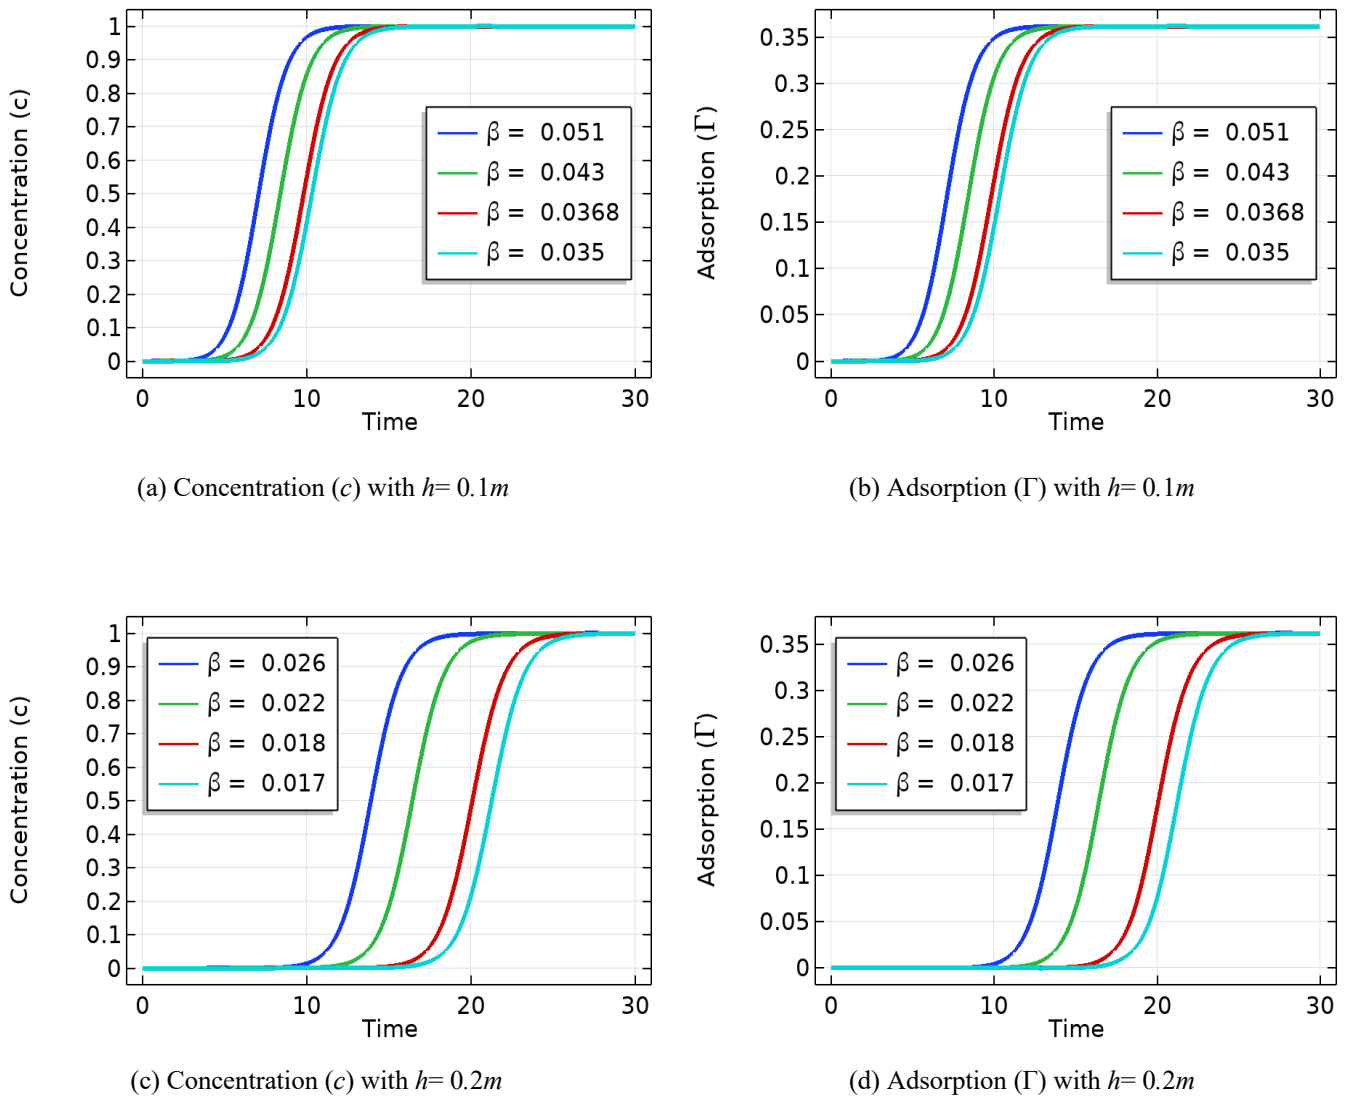 Concentration (c)
1
0.9
0.8
0.7
0.6
0.5
0.4
0.3
0.2
0.1
0
β = 0.051
β = 0.043
β = 0.0368
β = 0.035
0 10 20 30
Time
(a) Concentration (c) with h= 0.1m
Adsorption (Γ)
0.35
0.3
0.25
0.2
0.15
0.1
0.05
0
β = 0.051
β = 0.043
β = 0.0368
β = 0.035
0 10 20 30
Time
(b) Adsorption (Γ) with h= 0.1m
Concentration (c)
1
0.9
0.8
0.7
0.6
0.5
0.4
0.3
0.2
0.1
0
β = 0.026
β = 0.022
β = 0.018
β = 0.017
0 10 20 30
Time
(c) Concentration (c) with h= 0.2m
Adsorption (Γ)
0.35
0.3
0.25
0.2
0.15
0.1
0.05
0
β = 0.026
β = 0.022
β = 0.018
β = 0.017
0 10 20 30
Time
(d) Adsorption (Γ) with h= 0.2m